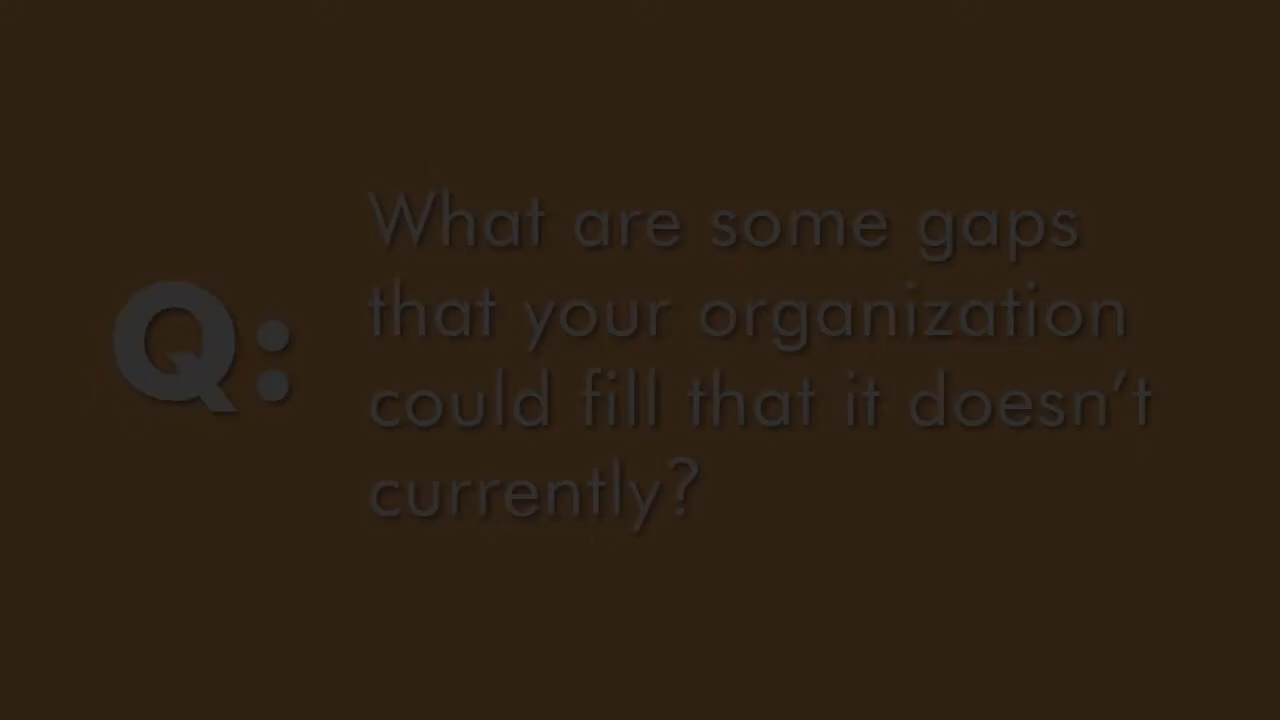 Q:
What are some gaps
that your organization
could fill that it doesn’t
currently?